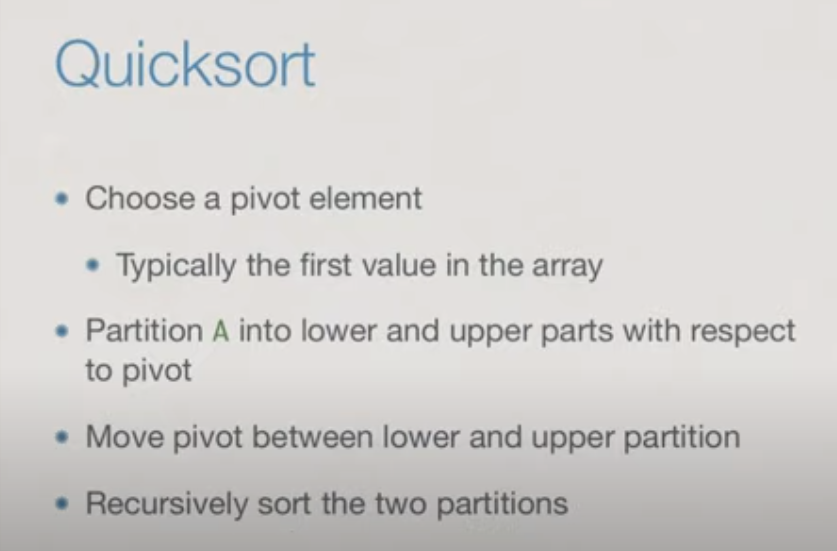 Quicksort
• Choose a pivot element
• Typically the first value in the array
• Partition A into lower and upper parts with respect
to pivot
• Move pivot between lower and upper partition
• Recursively sort the two partitions